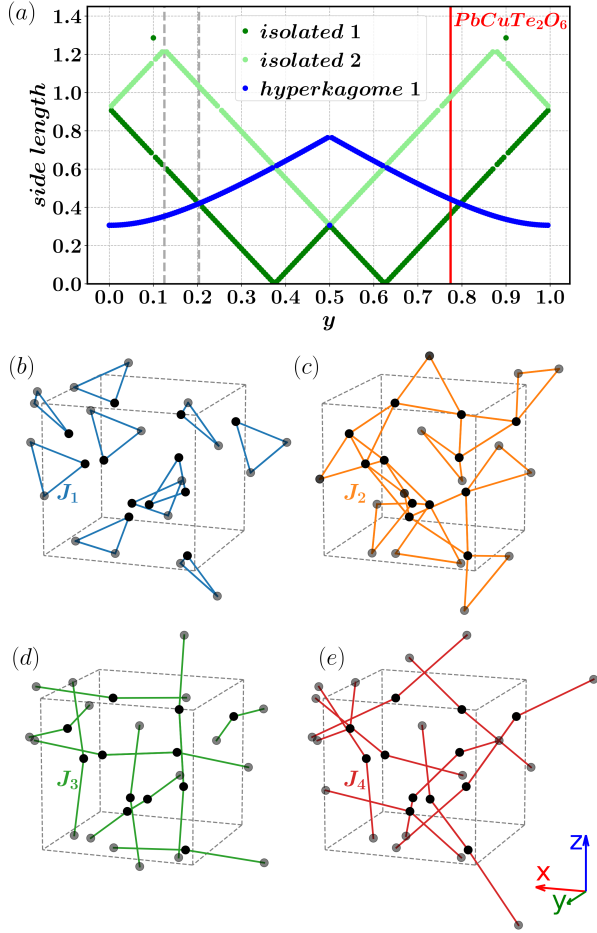 (a)
isolated 1
isolated 2
hyperkagome 1
PbCuTe₂O₆
side length
1.4
1.2
1.0
0.8
0.6
0.4
0.2
0.0
0.0 0.1 0.2 0.3 0.4 0.5 0.6 0.7 0.8 0.9 1.0
y
(b)
J₁
(c)
J₂
(d)
J₃
(e)
J₄
z
x
y